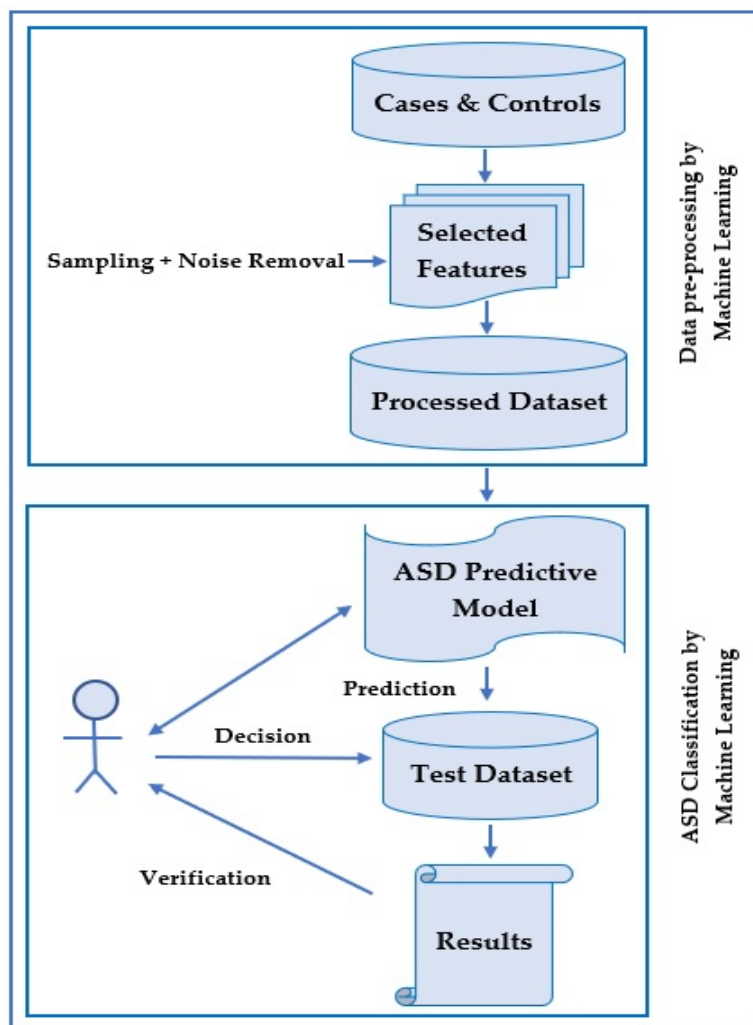 Cases & Controls
Selected
Features
Sampling + Noise Removal
Processed Dataset
Data pre-processing by
Machine Learning
ASD Predictive
Model
Prediction
Decision
Test Dataset
Verification
Results
ASD Classification by
Machine Learning